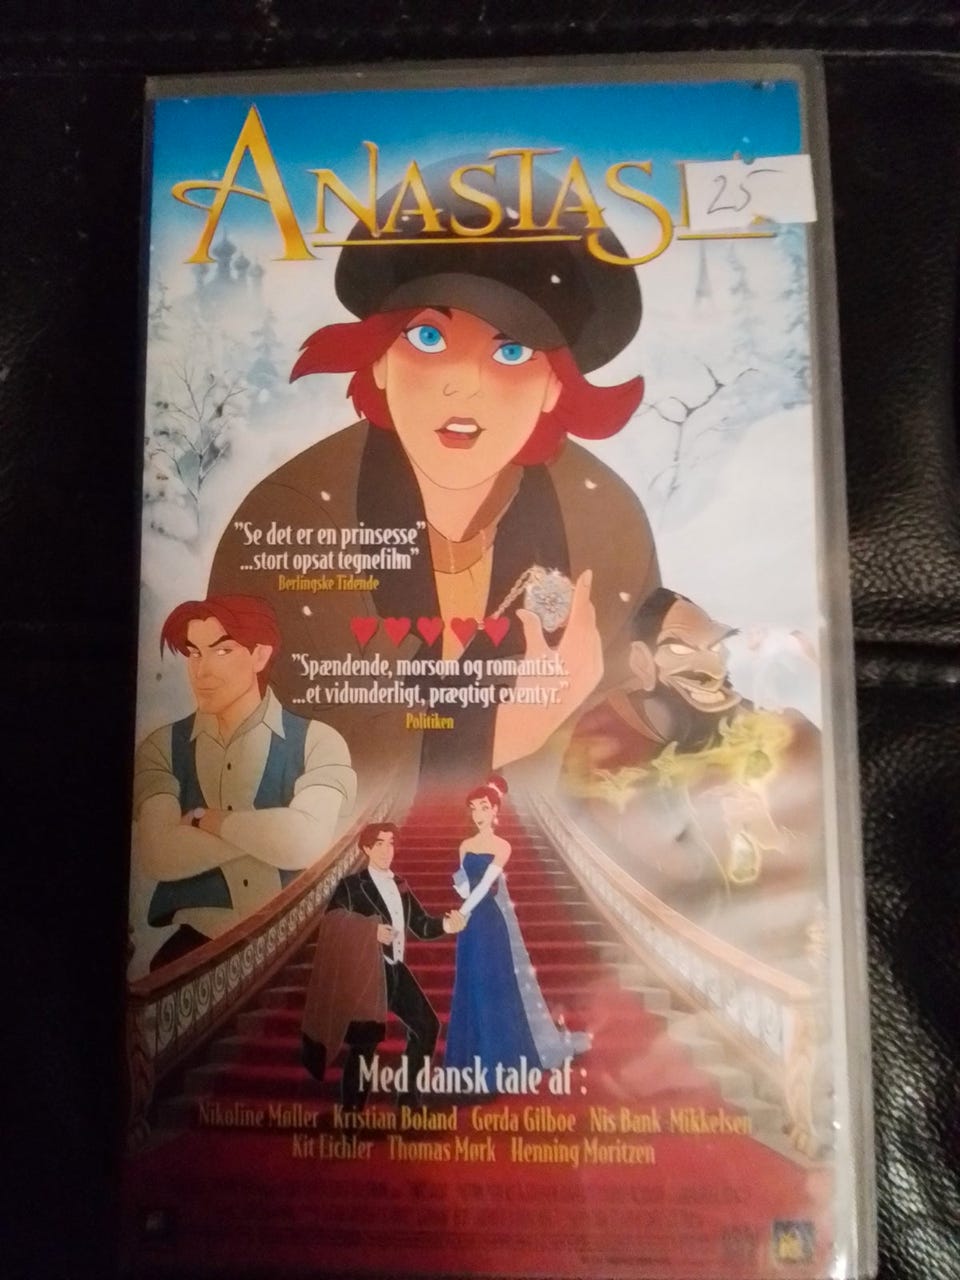 ANASTASI
25
"Se det er en prinsesse"
...stort opsat tegnefilm"
Berlingske Tidende
"Spændende, morsom og romantisk.
...et vidunderligt, prægtigt eventyr."
Politiken
Med dansk tale af :
Nikoline Møller Kristian Boland Gerda Gilboe Nis Bank-Mikkelsen
Kit Eichler Thomas Mørk Henning Moritzen